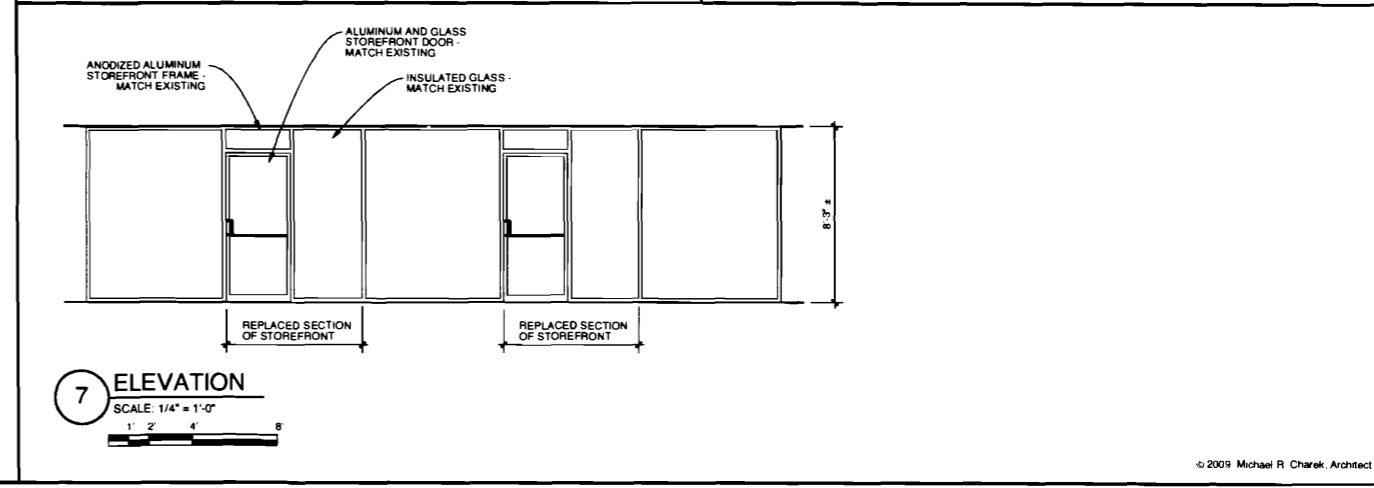 ALUMINUM AND GLASS
STOREFRONT DOOR -
MATCH EXISTING
ANODIZED ALUMINUM
STOREFRONT FRAME -
MATCH EXISTING
INSULATED GLASS -
MATCH EXISTING
8'-3" ±
REPLACED SECTION
OF STOREFRONT
REPLACED SECTION
OF STOREFRONT
7 ELEVATION
SCALE: 1/4" = 1'-0"
1' 2' 4' 8'
© 2009 Michael R Charek, Architect